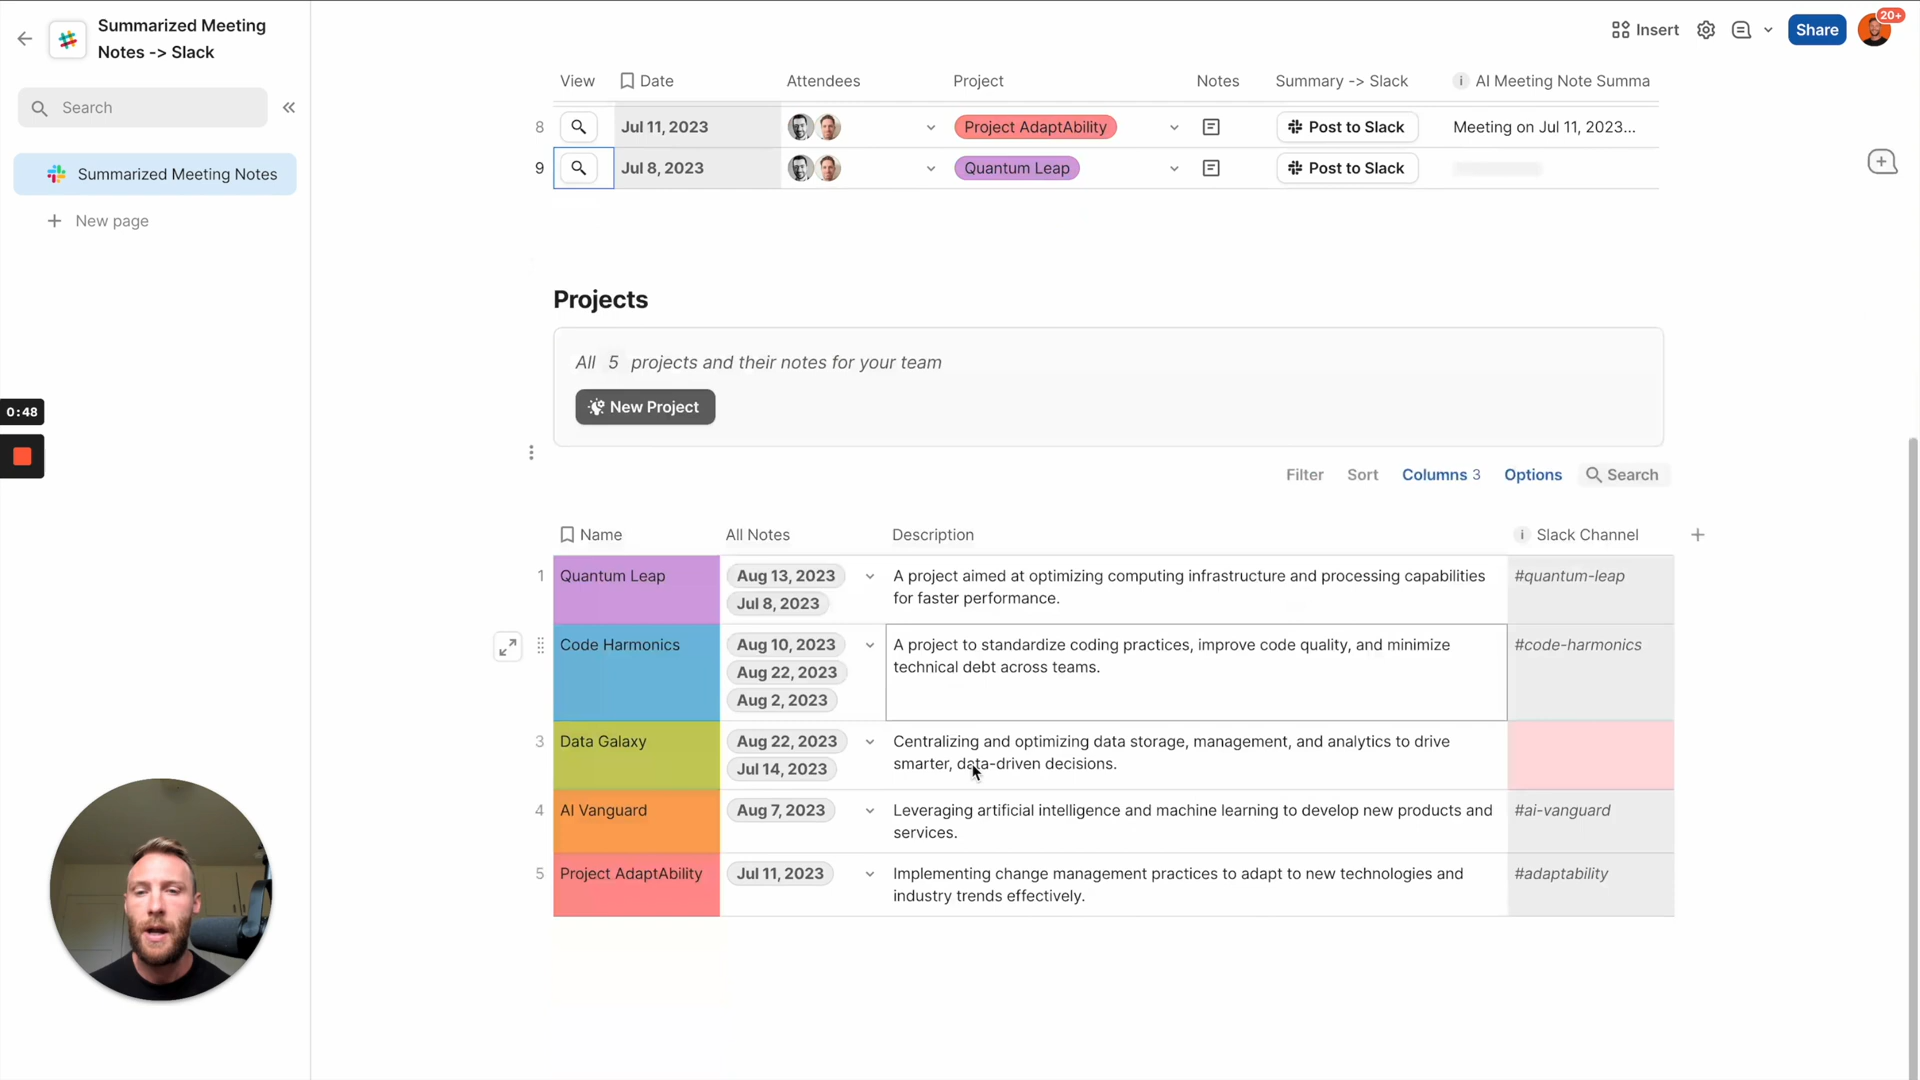 Summarized Meeting
Notes -> Slack
Search
Summarized Meeting Notes
New page
0:48
Insert
Share
20+
View Date Attendees Project Notes Summary -> Slack AI Meeting Note Summa
8 Jul 11, 2023 Project AdaptAbility Post to Slack Meeting on Jul 11, 2023...
9 Jul 8, 2023 Quantum Leap Post to Slack
Projects
All 5 projects and their notes for your team
New Project
Filter Sort Columns 3 Options Search
Name All Notes Description Slack Channel
1 Quantum Leap Aug 13, 2023 A project aimed at optimizing computing infrastructure and processing capabilities #quantum-leap
Jul 8, 2023 for faster performance.
Code Harmonics Aug 10, 2023 A project to standardize coding practices, improve code quality, and minimize #code-harmonics
Aug 22, 2023 technical debt across teams.
Aug 2, 2023
3 Data Galaxy Aug 22, 2023 Centralizing and optimizing data storage, management, and analytics to drive
Jul 14, 2023 smarter, data-driven decisions.
4 AI Vanguard Aug 7, 2023 Leveraging artificial intelligence and machine learning to develop new products and #ai-vanguard
services.
5 Project AdaptAbility Jul 11, 2023 Implementing change management practices to adapt to new technologies and #adaptability
industry trends effectively.